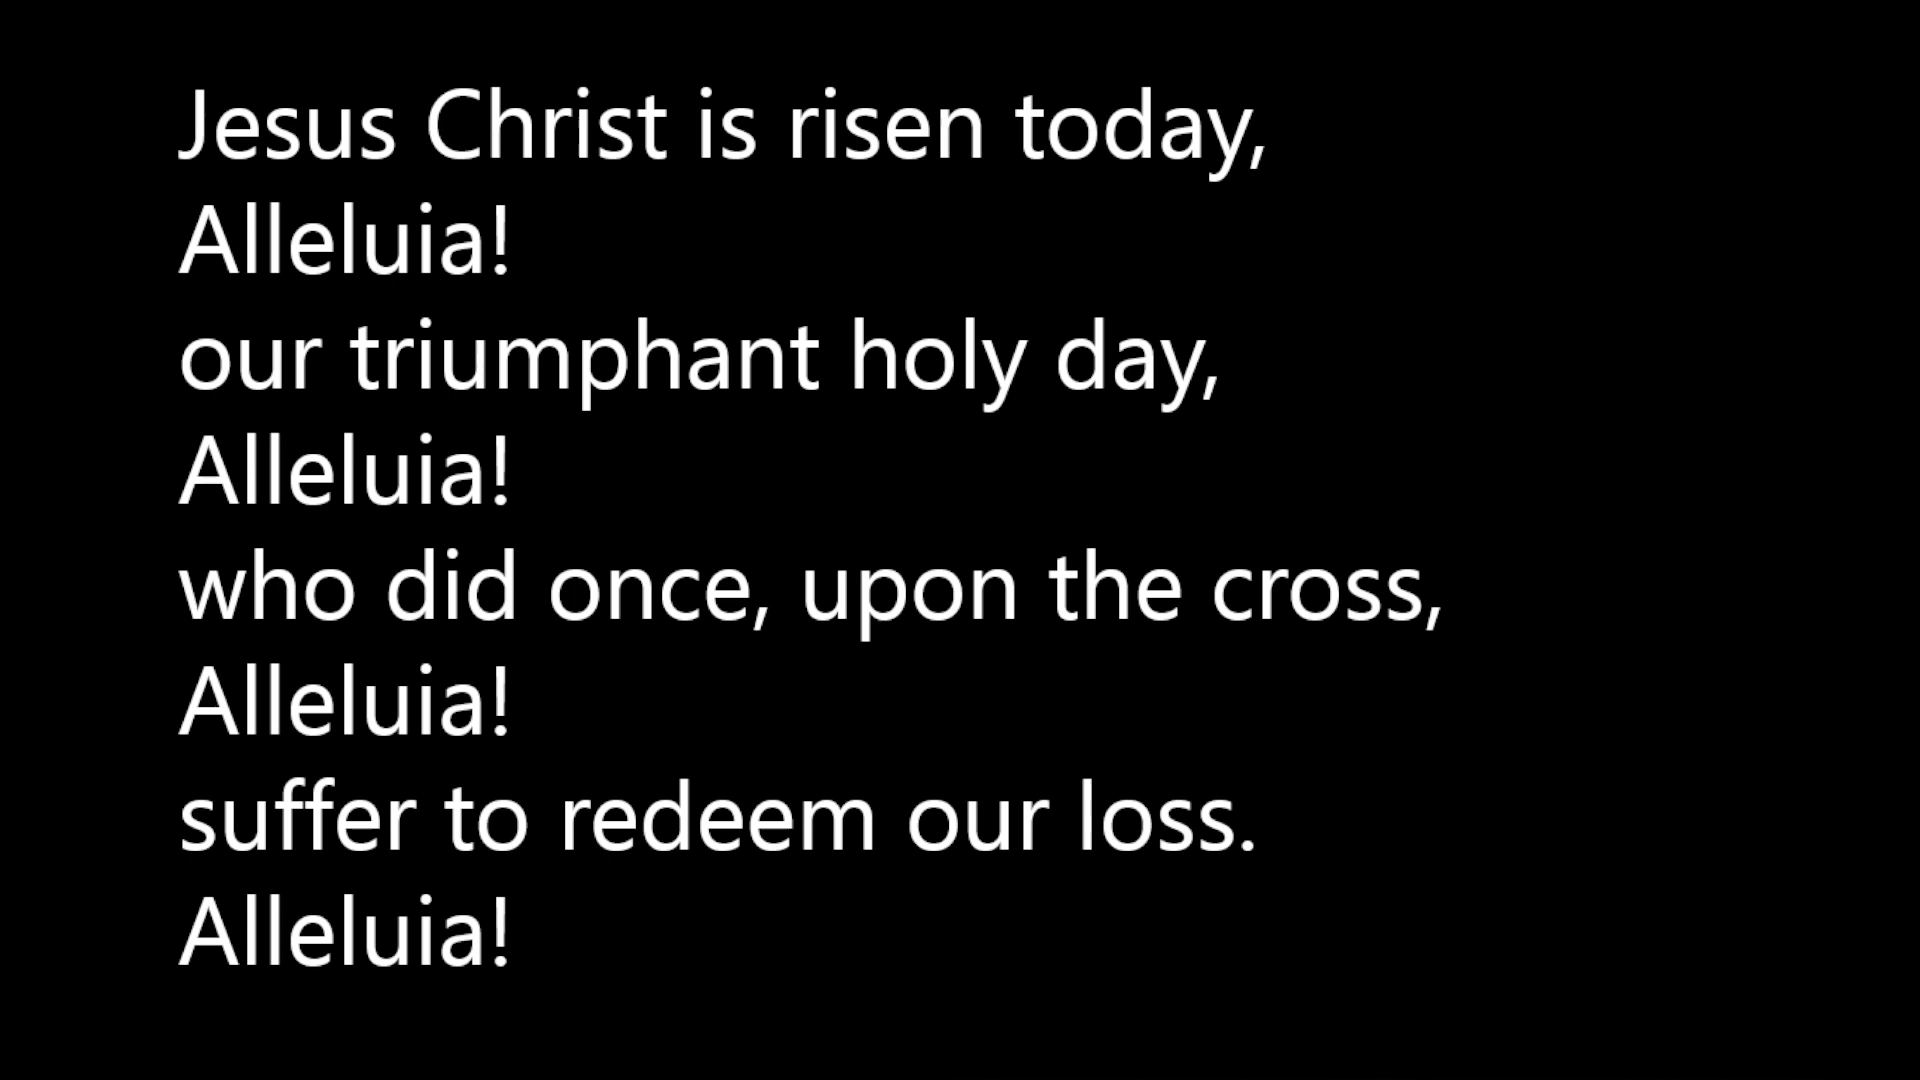 Jesus Christ is risen today,
Alleluia!
our triumphant holy day,
Alleluia!
who did once, upon the cross,
Alleluia!
suffer to redeem our loss.
Alleluia!